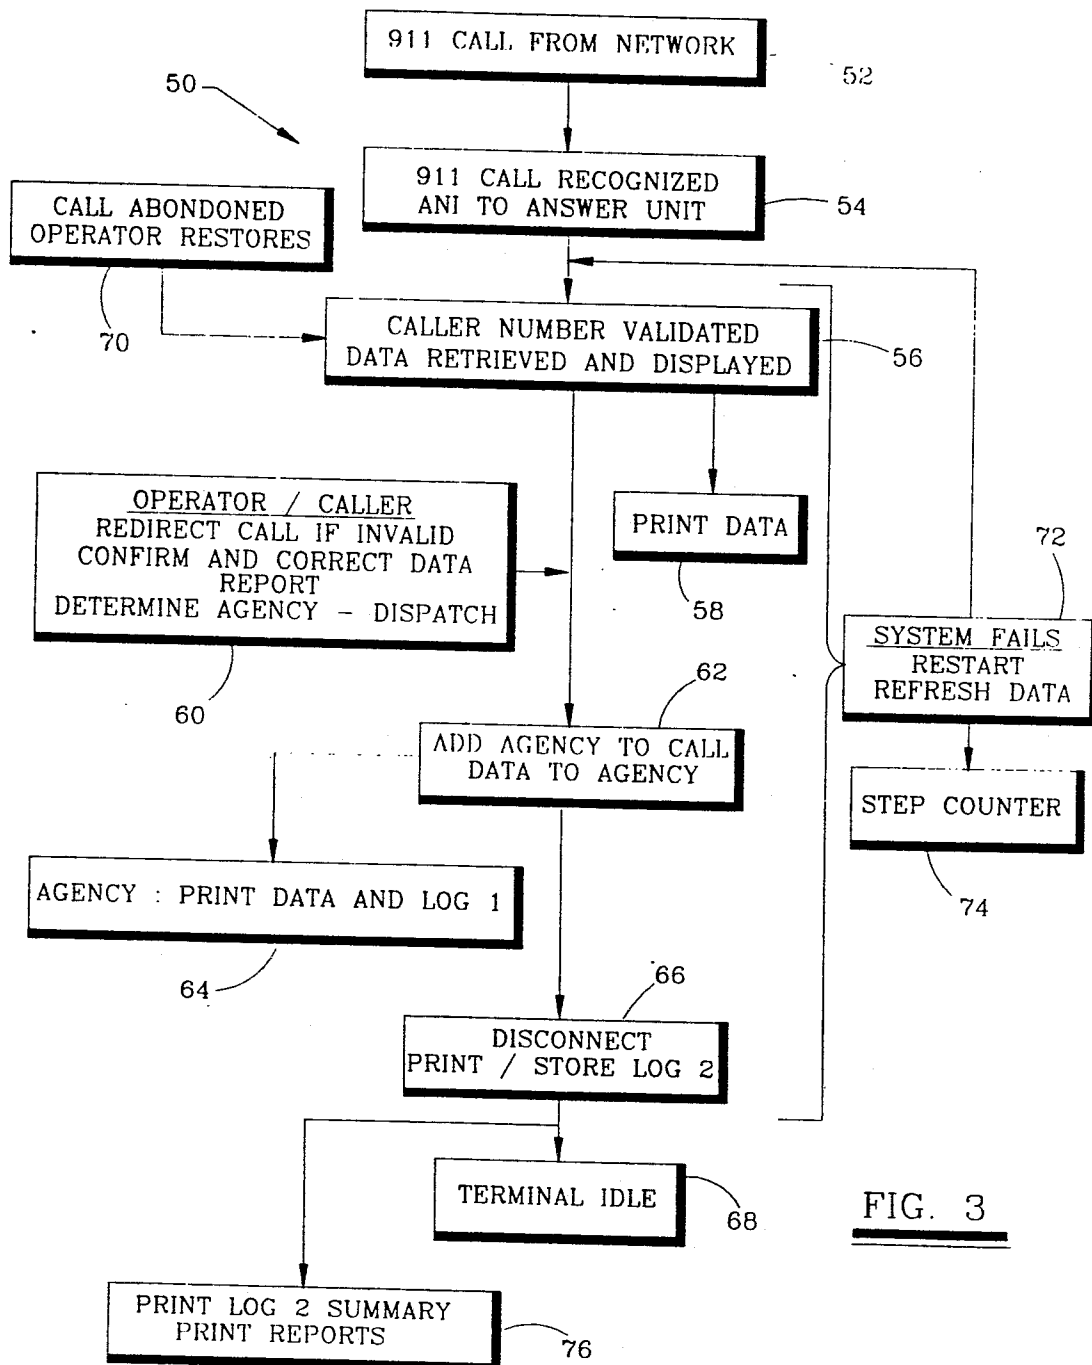 911 CALL FROM NETWORK
52
50
911 CALL RECOGNIZED
ANI TO ANSWER UNIT
54
CALL ABONDONED
OPERATOR RESTORES
70
CALLER NUMBER VALIDATED
DATA RETRIEVED AND DISPLAYED
56
OPERATOR / CALLER
REDIRECT CALL IF INVALID
CONFIRM AND CORRECT DATA
REPORT
DETERMINE AGENCY - DISPATCH
60
PRINT DATA
58
72
SYSTEM FAILS
RESTART
REFRESH DATA
62
ADD AGENCY TO CALL
DATA TO AGENCY
STEP COUNTER
74
AGENCY : PRINT DATA AND LOG 1
64
66
DISCONNECT
PRINT / STORE LOG 2
TERMINAL IDLE
68
FIG. 3
PRINT LOG 2 SUMMARY
PRINT REPORTS
76